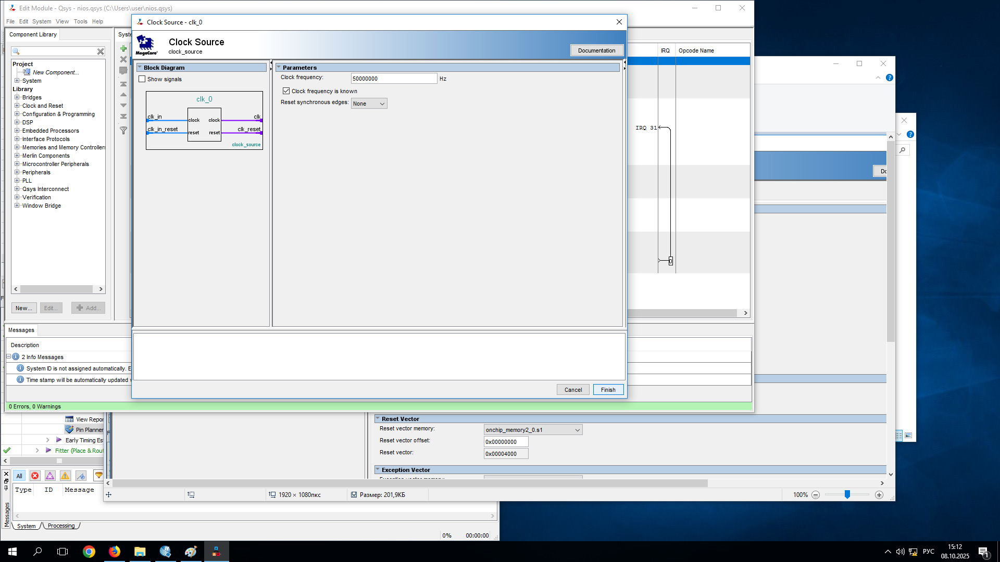 Edit Module - Qsys - nios.qsys (C:\Users\user\nios.qsys)
File Edit System View Tools Help
Component Library
Project
New Component...
System
Library
Bridges
Clock and Reset
Configuration & Programming
DSP
Embedded Processors
Interface Protocols
Memories and Memory Controllers
Merlin Components
Microcontroller Peripherals
Peripherals
PLL
Qsys Interconnect
Verification
Window Bridge
New... Edit... Add...
Clock Source - clk_0
MegaCore
Clock Source
clock_source
Documentation
Block Diagram
Show signals
clk_0
clk_in clock clock clk
clk_in_reset reset reset clk_reset
clock_source
Parameters
Clock frequency: 50000000 Hz
Clock frequency is known
Reset synchronous edges: None
Cancel Finish
IRQ Opcode Name
IRQ 31
0
Messages
Description
2 Info Messages
System ID is not assigned automatically. E
Time stamp will be automatically updated
0 Errors, 0 Warnings
View Repor
Pin Planner
Early Timing Es
Fitter (Place & Rou
All
Type ID Message
Messages
System Processing
0% 00:00:00
Reset Vector
Reset vector memory: onchip_memory2_0.s1
Reset vector offset: 0x00000000
Reset vector: 0x00004000
Exception Vector
1920 × 1080пкс
Размер: 201,9КБ
100%
РУС
15:12
08.10.2025
1